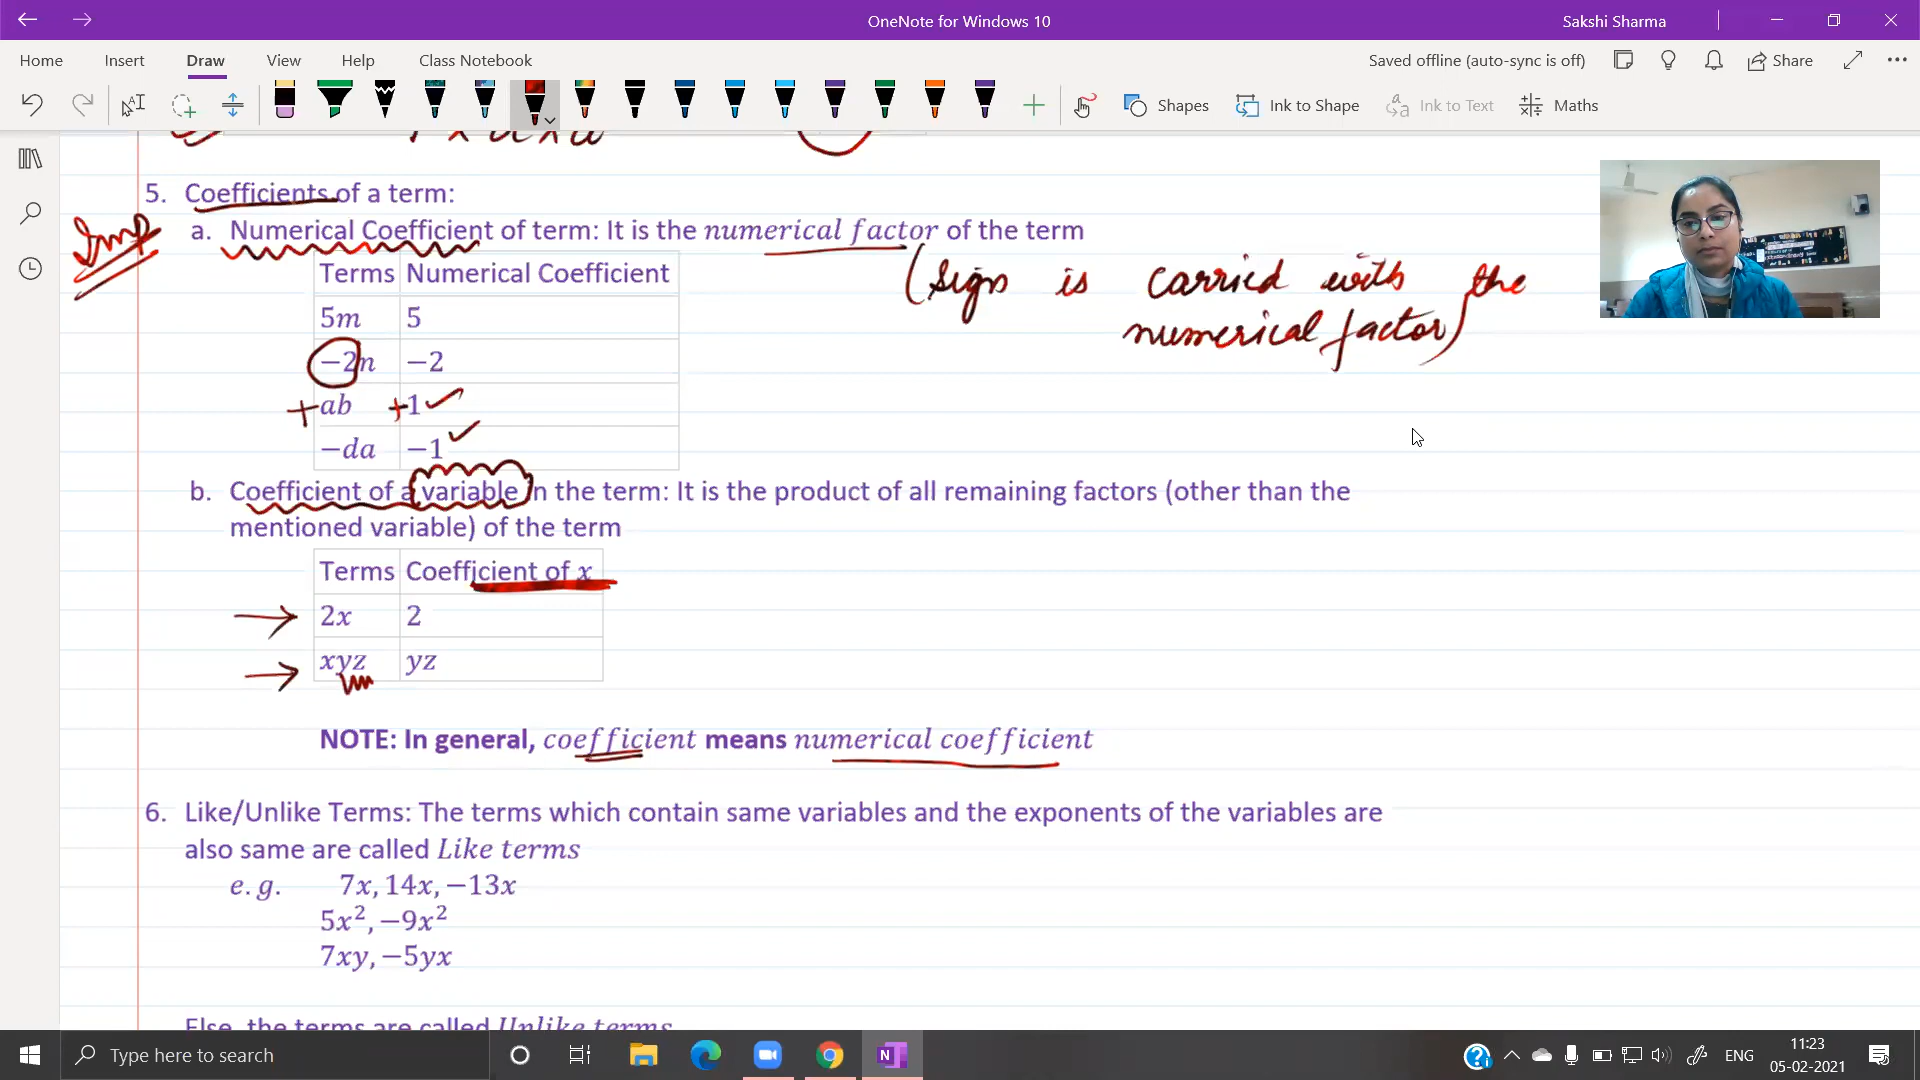 OneNote for Windows 10
Sakshi Sharma
Home Insert Draw View Help Class Notebook
Saved offline (auto-sync is off) Share
Shapes Ink to Shape Ink to Text Maths
5. Coefficients of a term:
Imp
a. Numerical Coefficient of term: It is the numerical factor of the term
(Sign is carried with the
numerical factor)
Terms Numerical Coefficient
5m 5
−2n −2
+ab +1
−da −1
b. Coefficient of a variable in the term: It is the product of all remaining factors (other than the
mentioned variable) of the term
Terms Coefficient of x
2x 2
xyz yz
NOTE: In general, coefficient means numerical coefficient
6. Like/Unlike Terms: The terms which contain same variables and the exponents of the variables are
also same are called Like terms
e.g. 7x, 14x, −13x
5x², −9x²
7xy, −5yx
Else, the terms are called Unlike terms
Type here to search
ENG
11:23
05-02-2021